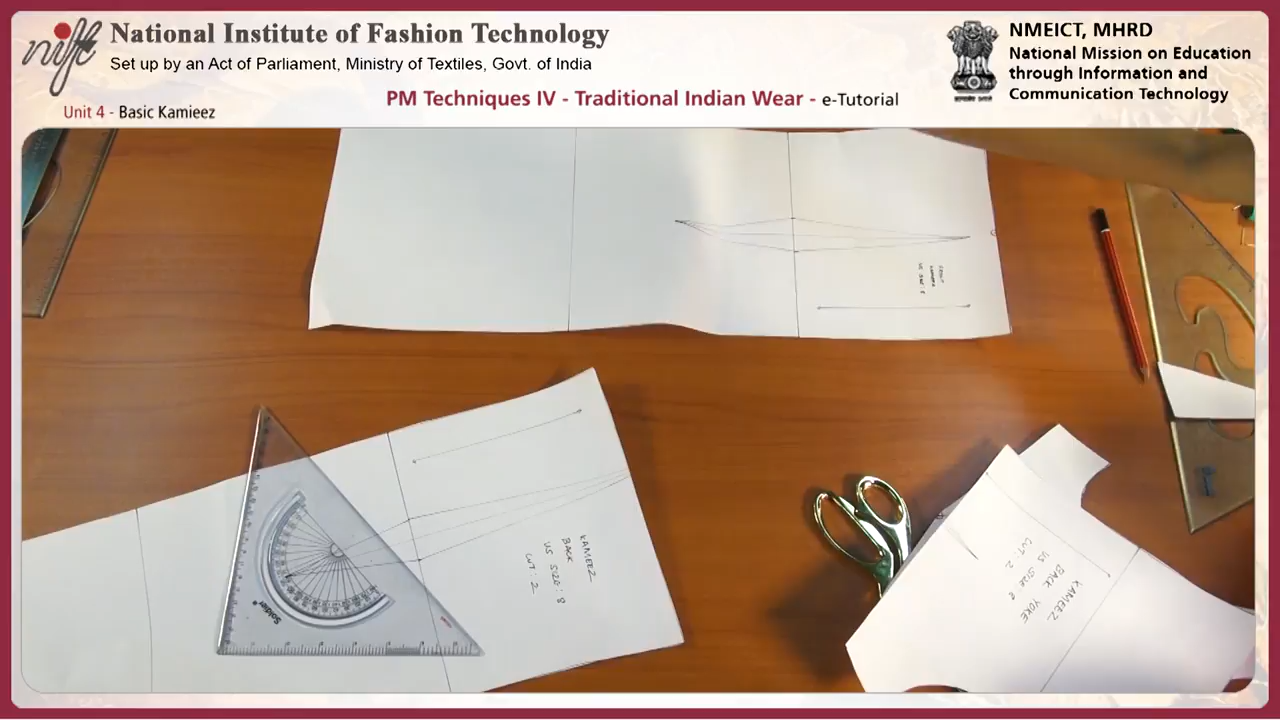 nift
National Institute of Fashion Technology
Set up by an Act of Parliament, Ministry of Textiles, Govt. of India
NMEICT, MHRD
National Mission on Education
through Information and
Communication Technology
PM Techniques IV - Traditional Indian Wear - e-Tutorial
Unit 4 - Basic Kamieez
KAMEEZ
BACK
US SIZE: 8
CUT: 2
Soldier
KAMEEZ
BACK YOKE
US SIZE 8
CUT: 2